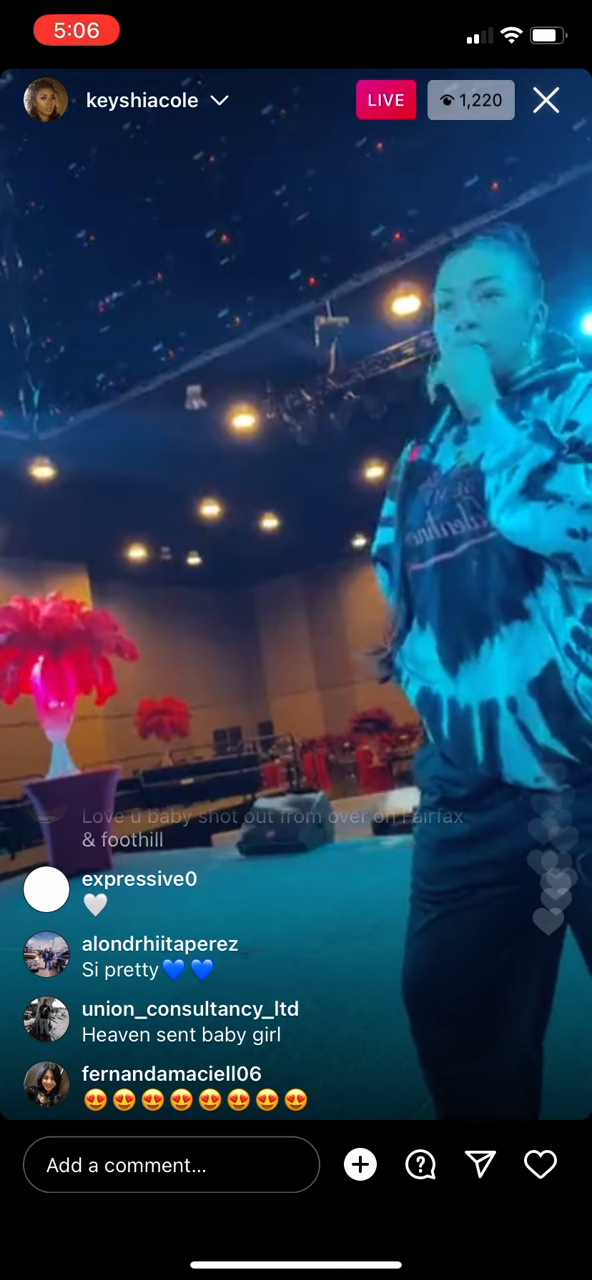 5:06
keyshiacole
LIVE
1,220
Love u baby shot out from over on Fairfax
& foothill
expressive0
🤍
alondrhiitaperez
Si pretty💙 💙
union_consultancy_ltd
Heaven sent baby girl
fernandamaciell06
😍😍😍😍😍😍😍😍
Add a comment...